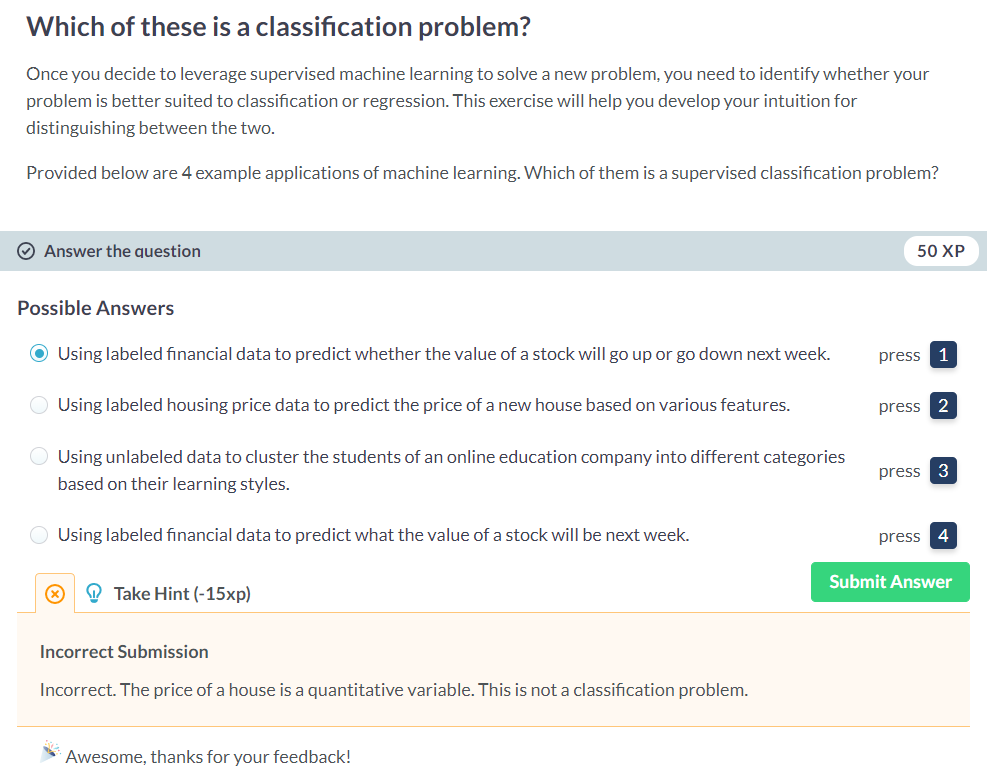 Which of these is a classification problem?
Once you decide to leverage supervised machine learning to solve a new problem, you need to identify whether your
problem is better suited to classification or regression. This exercise will help you develop your intuition for
distinguishing between the two.
Provided below are 4 example applications of machine learning. Which of them is a supervised classification problem?
Answer the question
50 XP
Possible Answers
Using labeled financial data to predict whether the value of a stock will go up or go down next week.
press 1
Using labeled housing price data to predict the price of a new house based on various features.
press 2
Using unlabeled data to cluster the students of an online education company into different categories
based on their learning styles.
press 3
Using labeled financial data to predict what the value of a stock will be next week.
press 4
Take Hint (-15xp)
Submit Answer
Incorrect Submission
Incorrect. The price of a house is a quantitative variable. This is not a classification problem.
Awesome, thanks for your feedback!